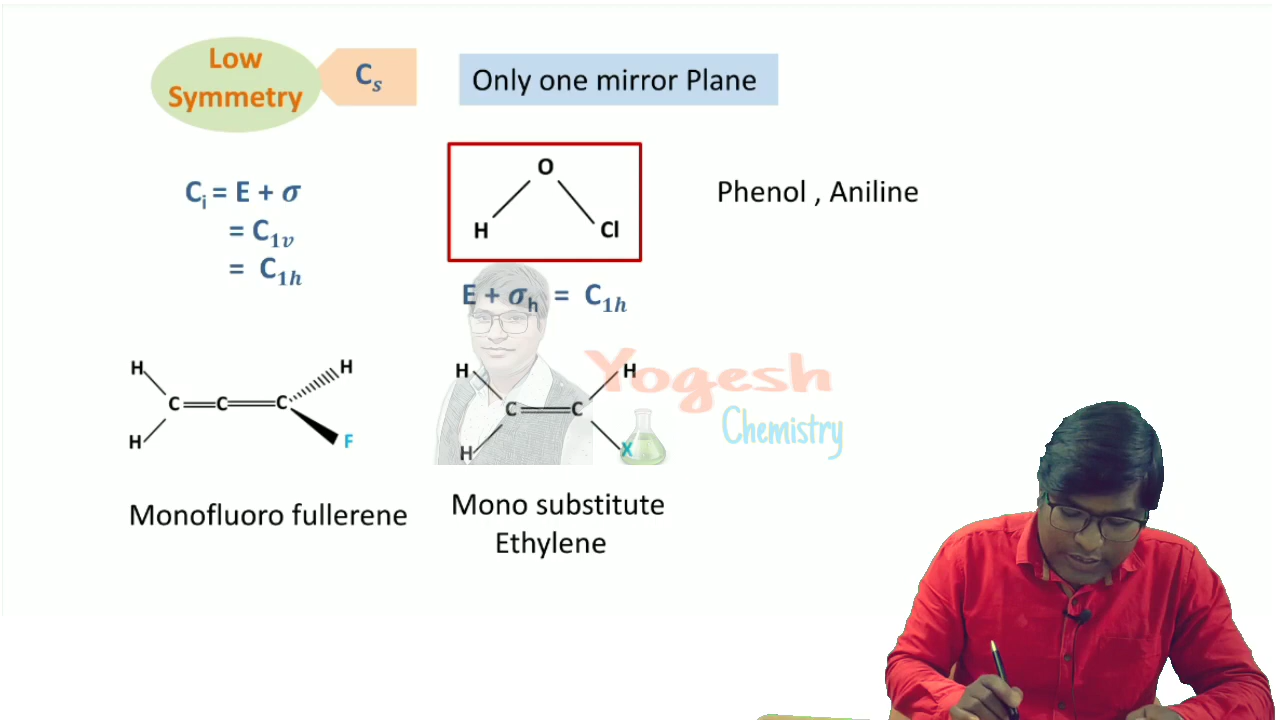 Low
Symmetry
Cₛ
Only one mirror Plane
Cᵢ = E + σ
= C₁ᵥ
= C₁ₕ
O
H
Cl
Phenol , Aniline
E + σₕ = C₁ₕ
H
H
C
C
C
H
F
H
H
C
C
H
X
Yogesh
Chemistry
Monofluoro fullerene
Mono substitute
Ethylene